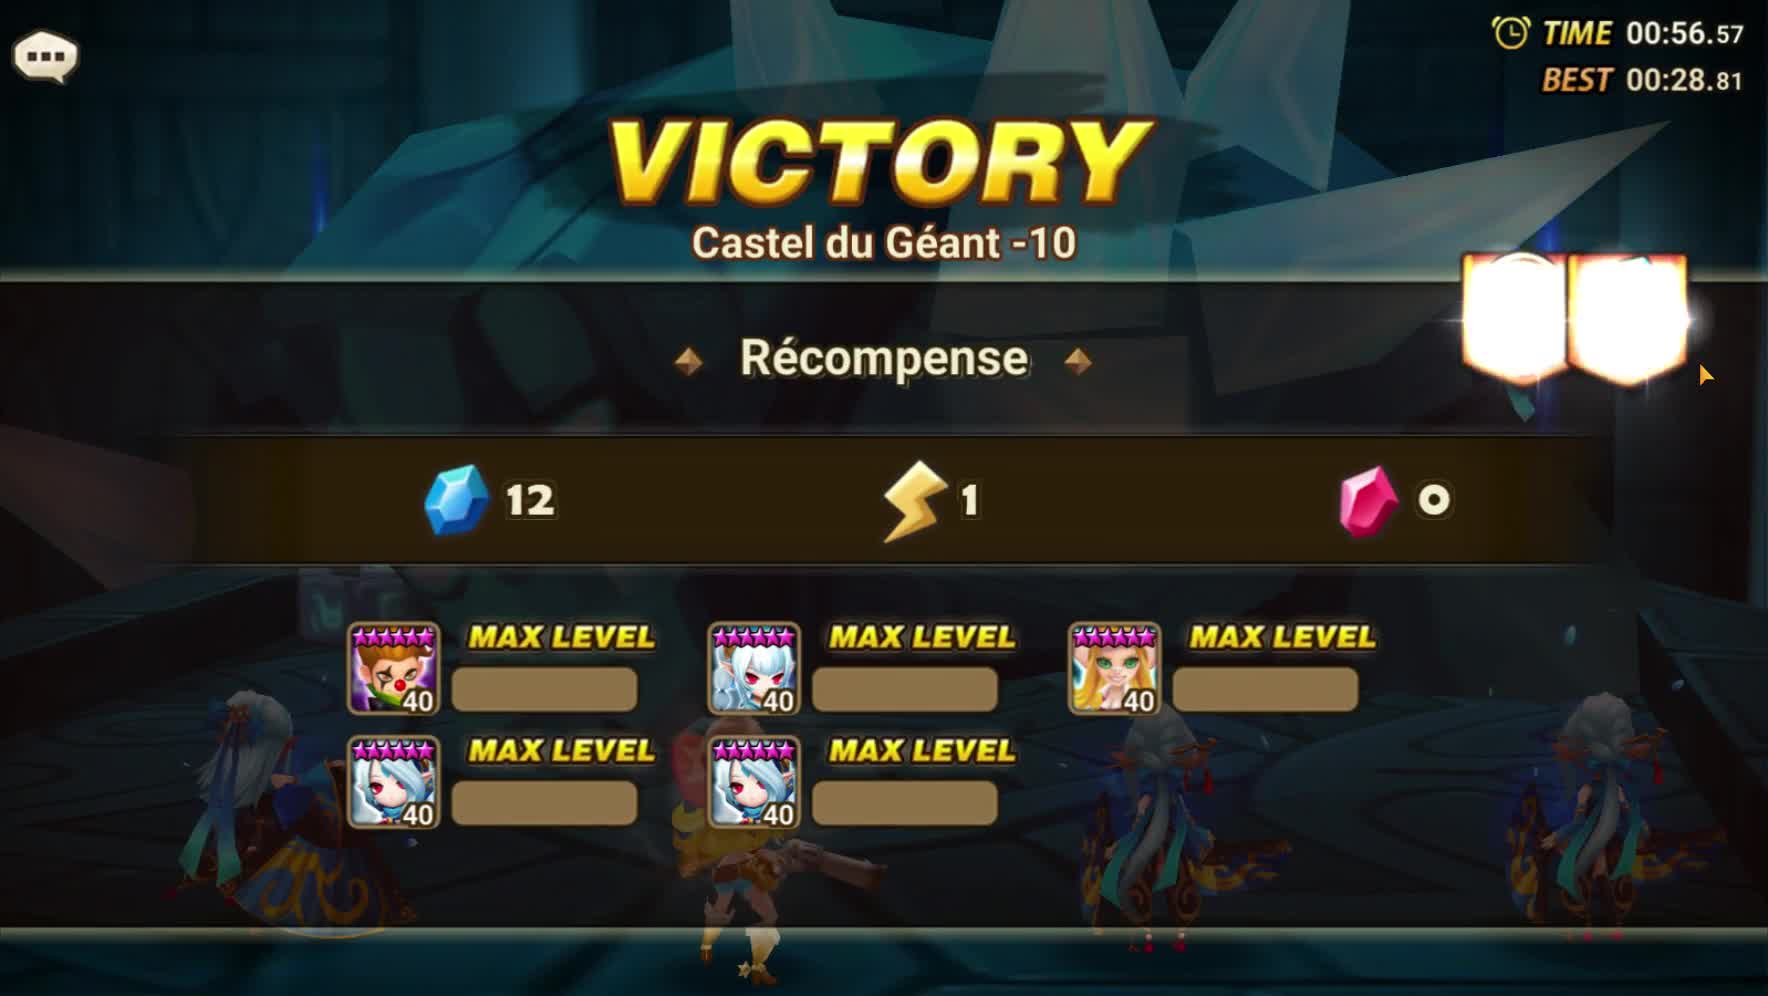 TIME 00:56.57
BEST 00:28.81
VICTORY
Castel du Géant -10
Récompense
12
1
0
MAX LEVEL
40
MAX LEVEL
40
MAX LEVEL
40
MAX LEVEL
40
MAX LEVEL
40